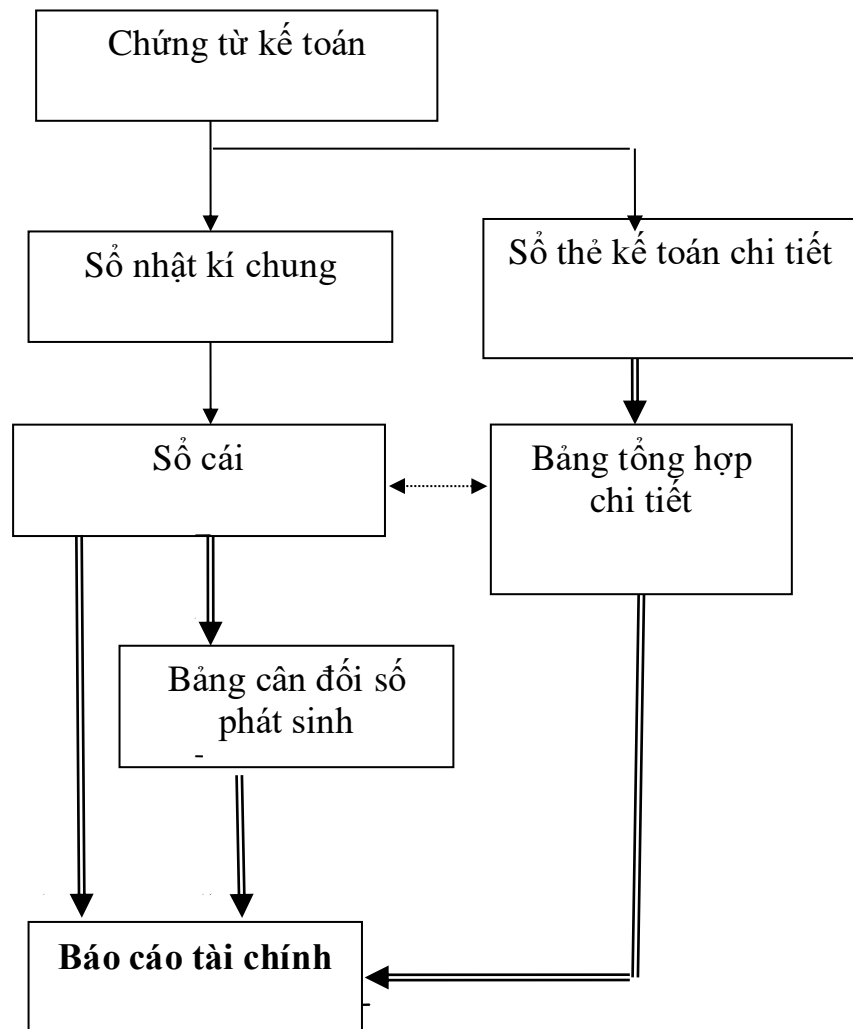 Chứng từ kế toán
Sổ nhật kí chung
Sổ thẻ kế toán chi tiết
Sổ cái
Bảng tổng hợp
chi tiết
Bảng cân đối số
phát sinh
Báo cáo tài chính